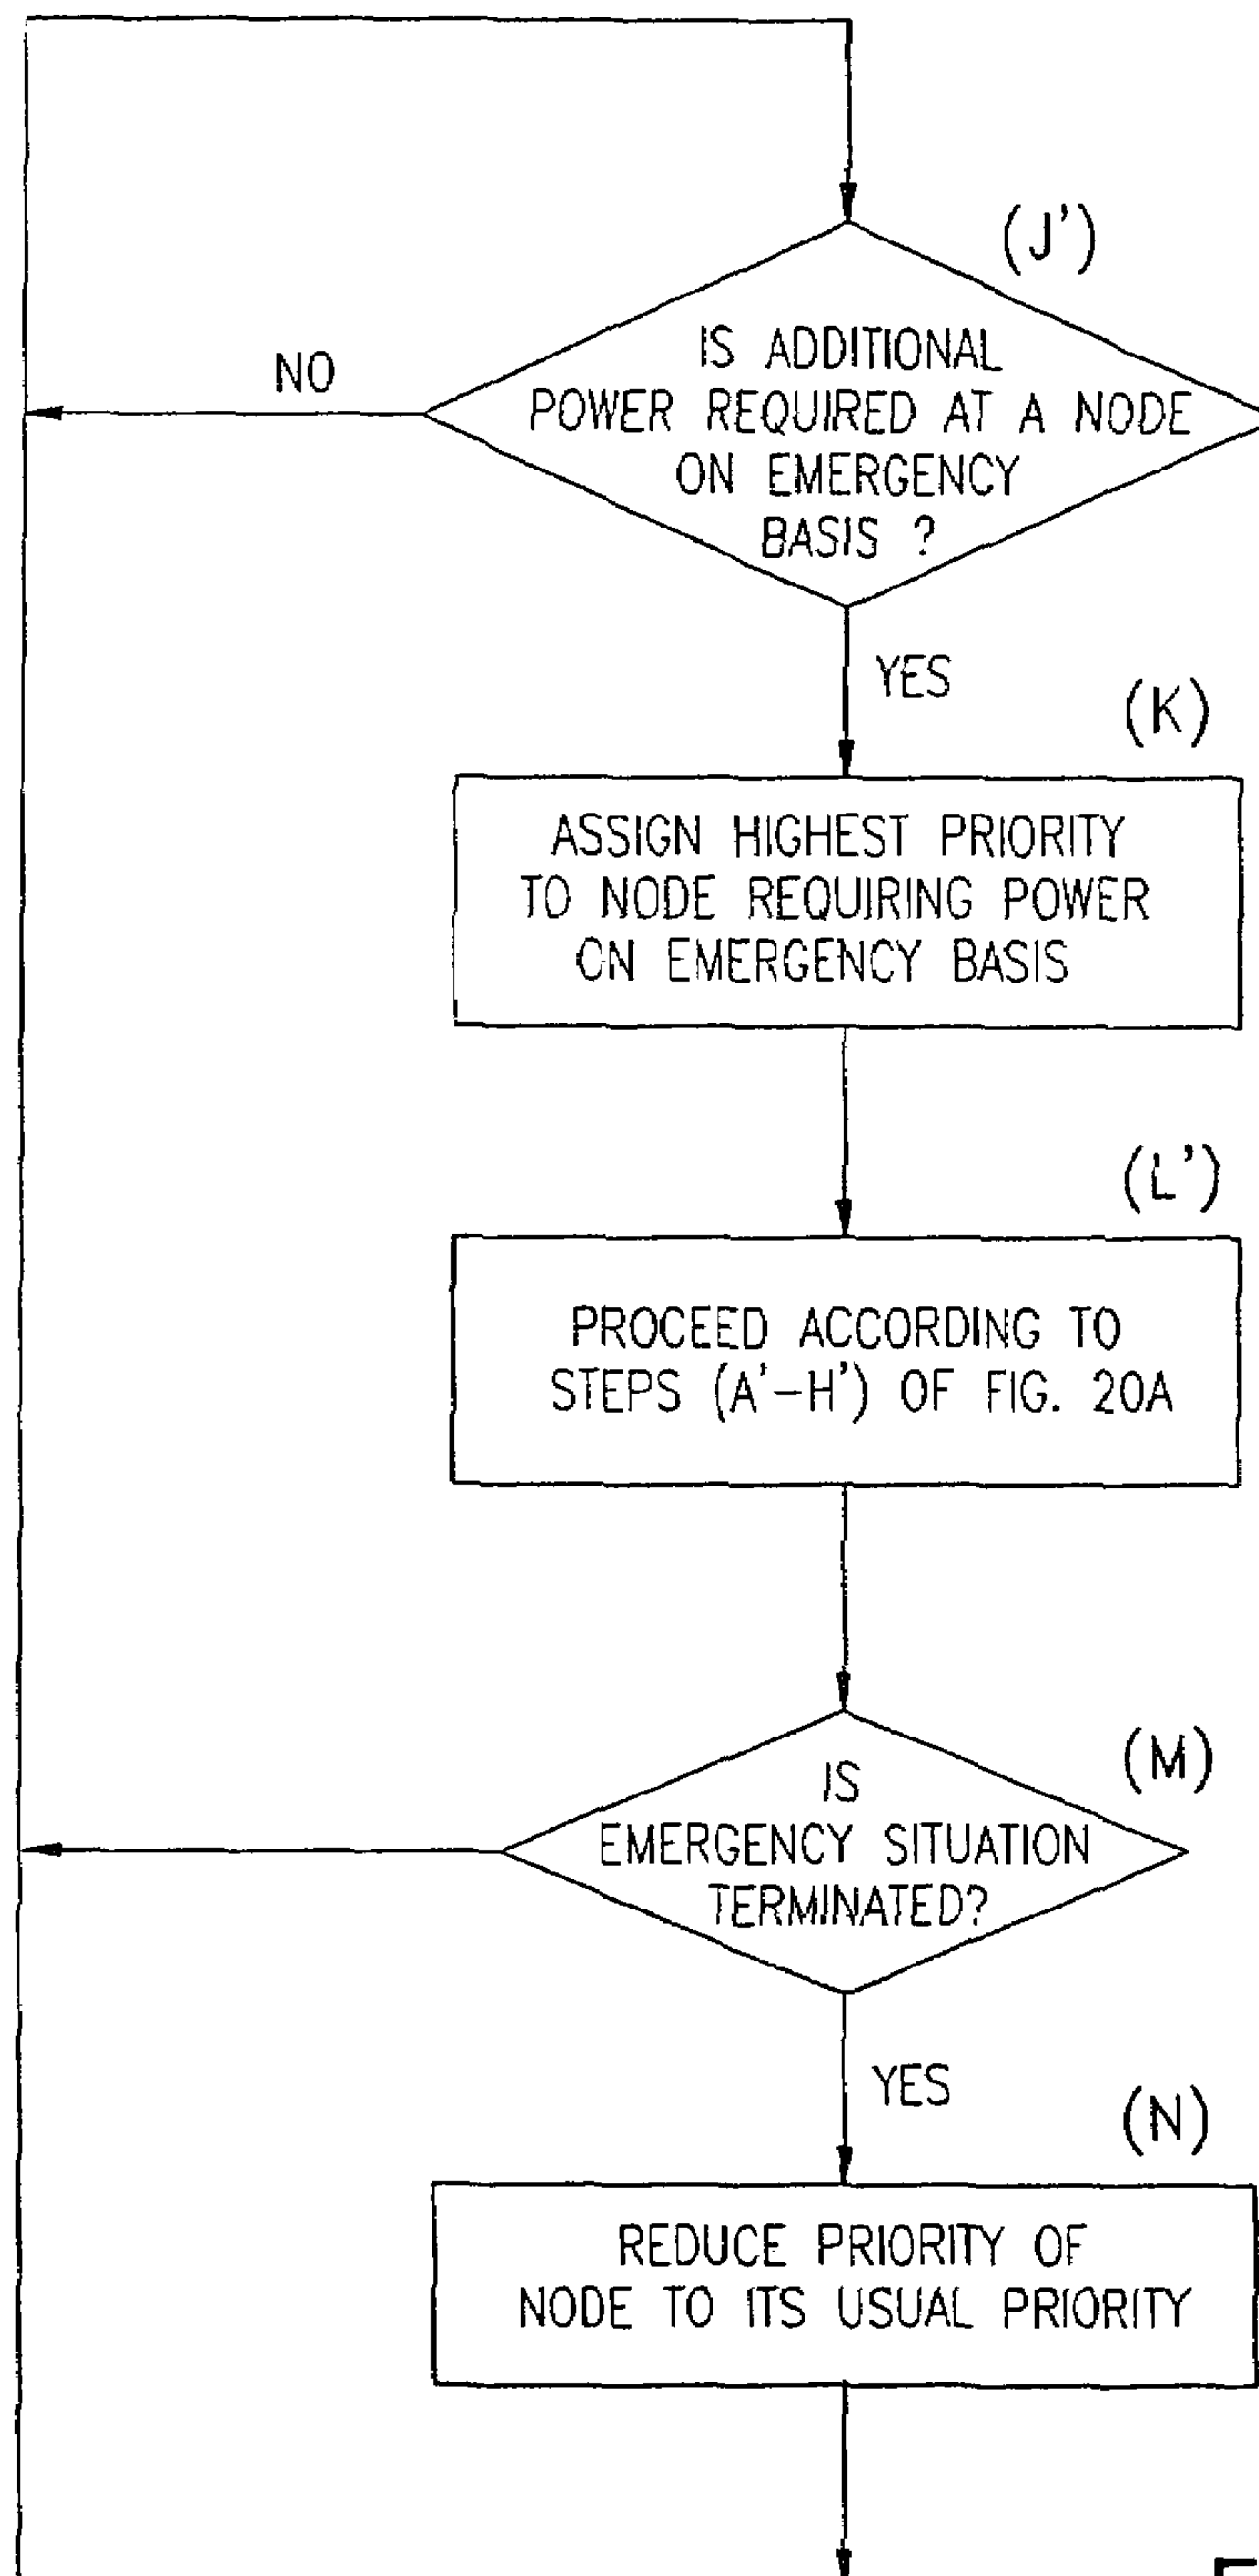 (J')
IS ADDITIONAL
POWER REQUIRED AT A NODE
ON EMERGENCY
BASIS ?
NO
YES
(K)
ASSIGN HIGHEST PRIORITY
TO NODE REQUIRING POWER
ON EMERGENCY BASIS
(L')
PROCEED ACCORDING TO
STEPS (A'-H') OF FIG. 20A
(M)
IS
EMERGENCY SITUATION
TERMINATED?
YES
(N)
REDUCE PRIORITY OF
NODE TO ITS USUAL PRIORITY